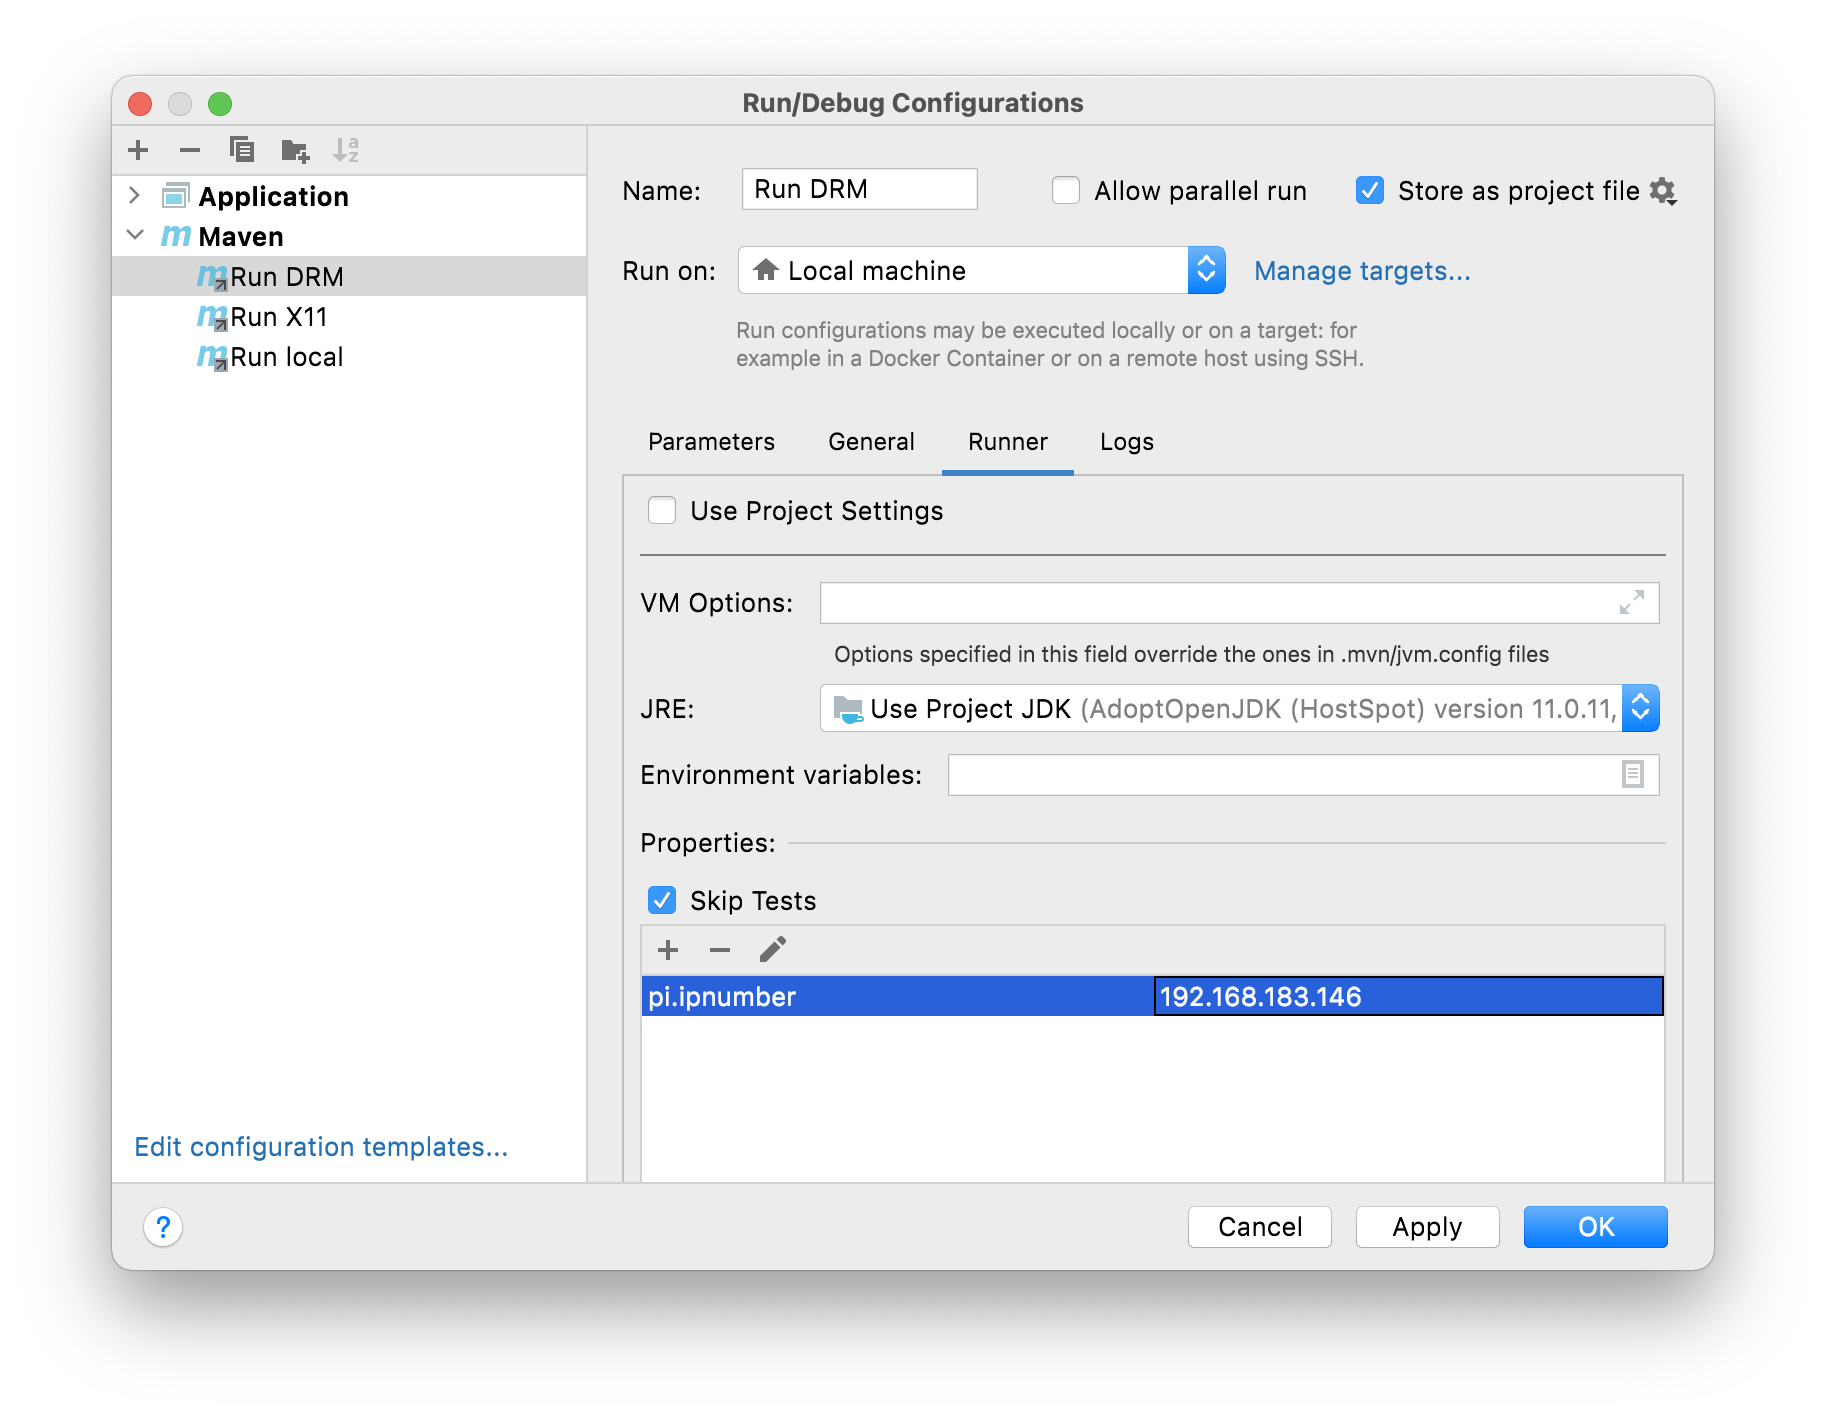 Run/Debug Configurations
Application
Maven
Run DRM
Run X11
Run local
Edit configuration templates...
Name: Run DRM Allow parallel run Store as project file
Run on: Local machine Manage targets...
Run configurations may be executed locally or on a target: for
example in a Docker Container or on a remote host using SSH.
Parameters General Runner Logs
Use Project Settings
VM Options:
Options specified in this field override the ones in .mvn/jvm.config files
JRE: Use Project JDK (AdoptOpenJDK (HostSpot) version 11.0.11,
Environment variables:
Properties:
Skip Tests
pi.ipnumber 192.168.183.146
? Cancel Apply OK